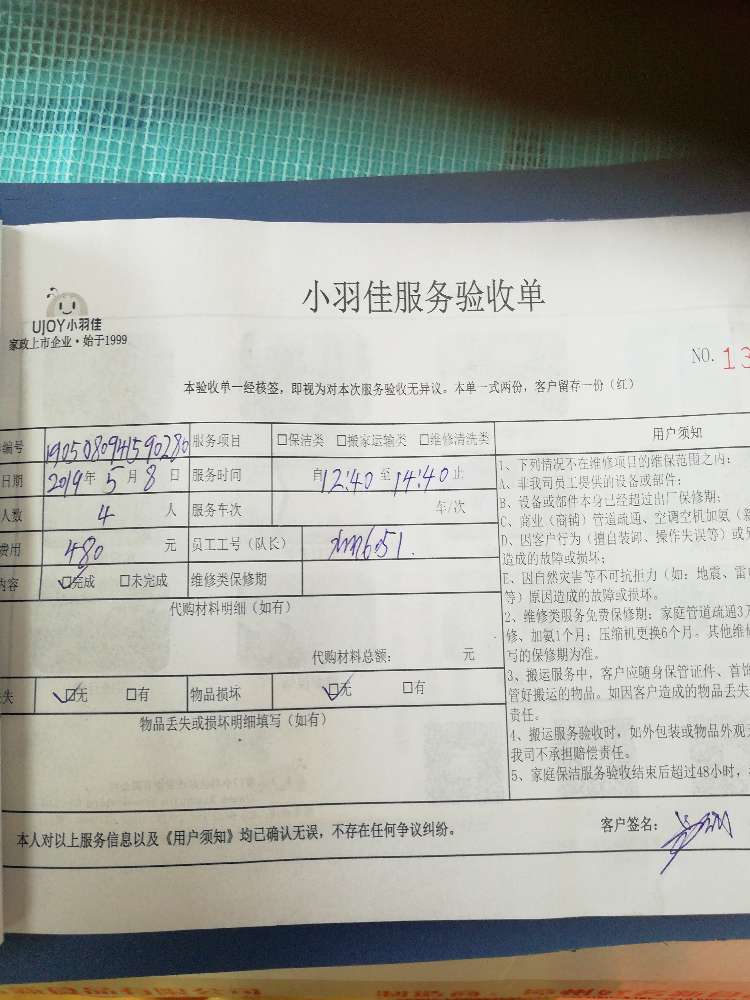 小羽佳服务验收单
UJOY小羽佳
家政上市企业·始于1999
NO. 13
本验收单一经核签，即视为对本次服务验收无异议。本单一式两份，客户留存一份（红）
编号 1905080941590280 服务项目 □保洁类 □搬家运输类 □维修清洗类
日期 2019年 5 月 8 日 服务时间 自12:40 至 14:40 止
人数 4 人 服务车次 车/次
费用 480 元 员工工号（队长） xm6051.
内容 □完成 □未完成 维修类保修期
代购材料明细（如有）
代购材料总额： 元
失 □无 □有 物品损坏 □无 □有
物品丢失或损坏明细填写（如有）
用户须知
1、下列情况不在维修项目的维保范围之内：
A、非我司员工提供的设备或部件；
B、设备或部件本身已经超过出厂保修期；
C、商业（商铺）管道疏通、空调空机加氨（
D、因客户行为（擅自装卸、操作失误等）或
造成的故障或损坏；
E、因自然灾害等不可抗拒力（如：地震、雷
等）原因造成的故障或损坏。
2、维修类服务免费保修期：家庭管道疏通3
修、加氨1个月；压缩机更换6个月。其他维
写的保修期为准。
3、搬运服务中，客户应随身保管证件、首饰
管好搬运的物品。如因客户造成的物品丢失
责任。
4、搬运服务验收时，如外包装或物品外观
我司不承担赔偿责任。
5、家庭保洁服务验收结束后超过48小时，
本人对以上服务信息以及《用户须知》均已确认无误，不存在任何争议纠纷。
客户签名：